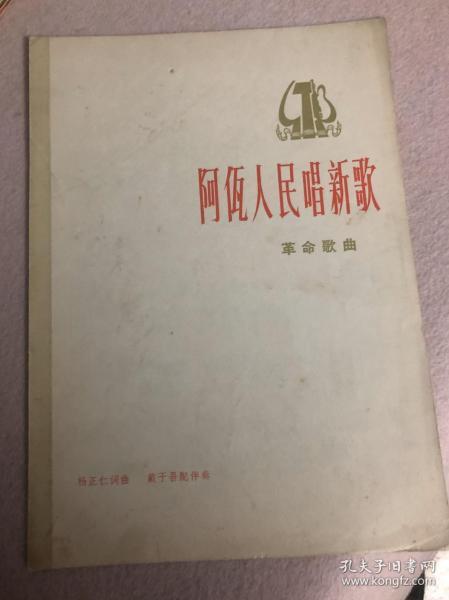 阿佤人民唱新歌
革命歌曲
杨正仁词曲 戴于吾配伴奏
孔夫子旧书网
www.kongfz.com